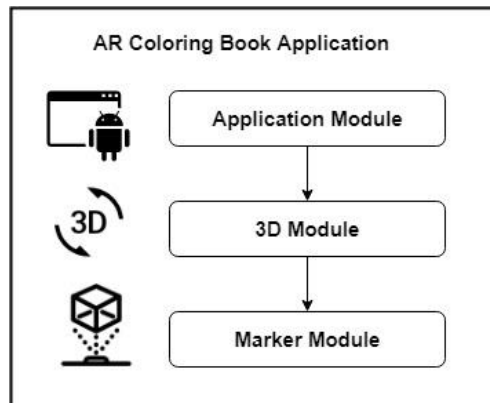 AR Coloring Book Application
Application Module
3D
3D Module
Marker Module